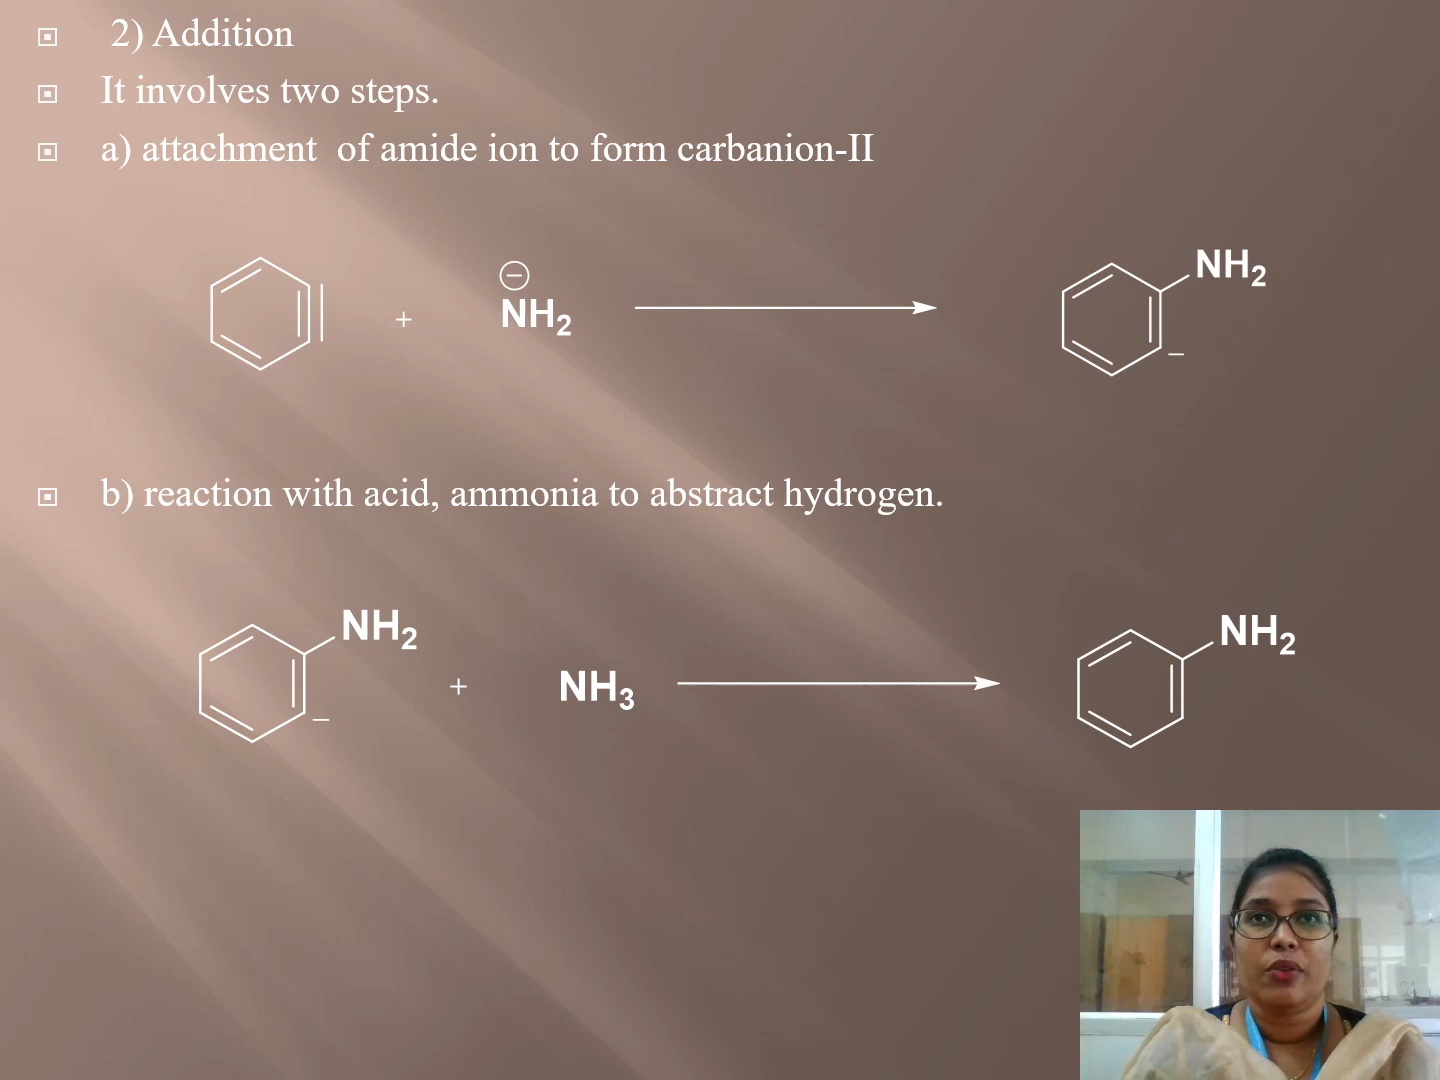 2) Addition
It involves two steps.
a) attachment  of amide ion to form carbanion-II
+ ⊖NH₂ NH₂ −
b) reaction with acid, ammonia to abstract hydrogen.
NH₂ − + NH₃ NH₂